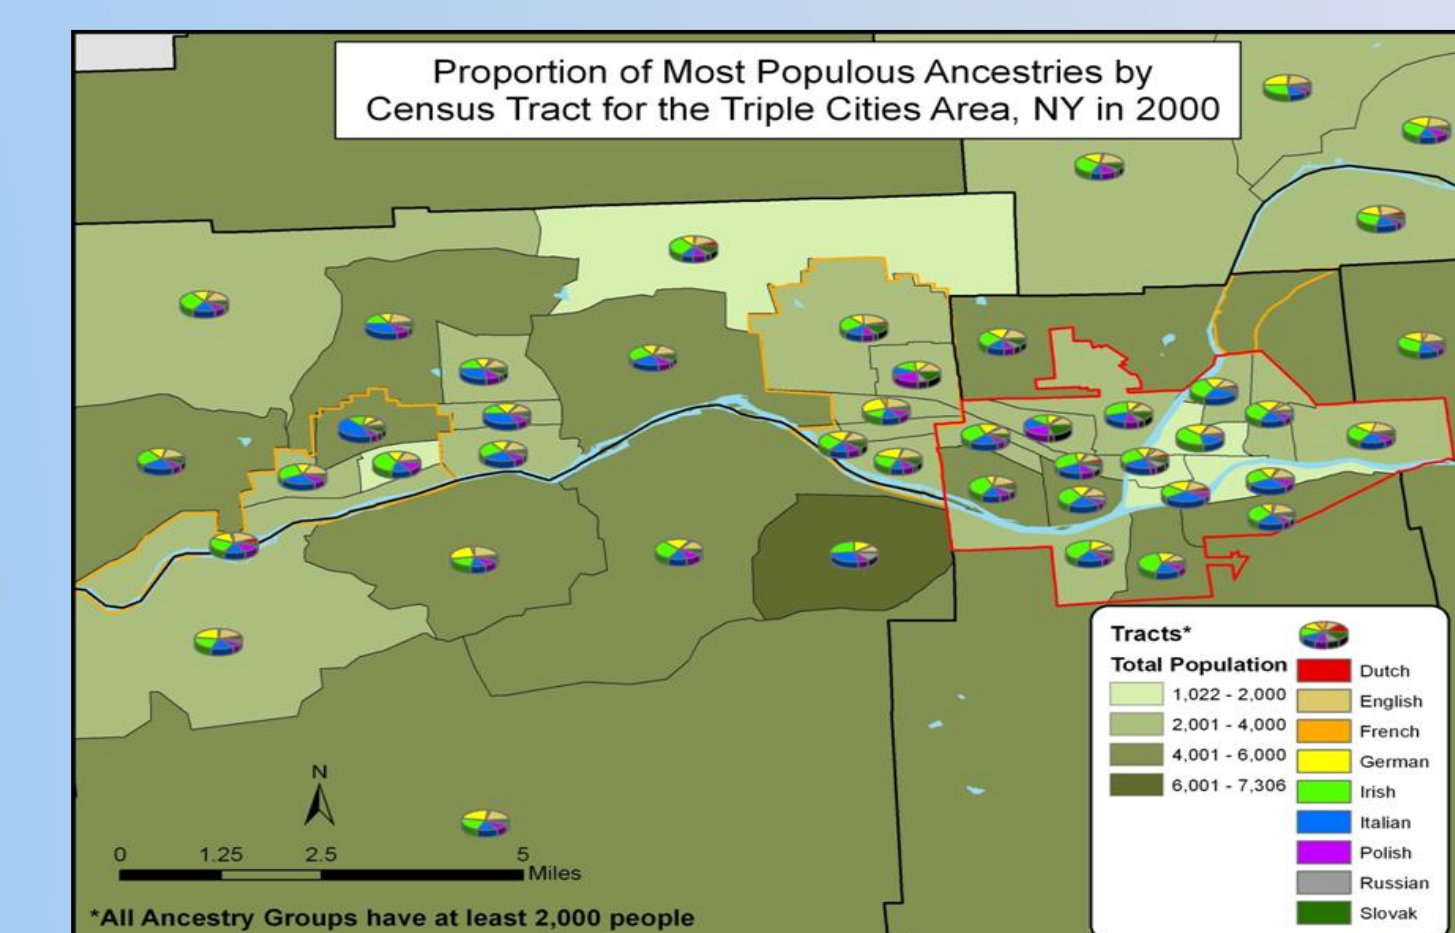 Proportion of Most Populous Ancestries by
Census Tract for the Triple Cities Area, NY in 2000
Tracts*
Total Population
1,022 - 2,000
2,001 - 4,000
4,001 - 6,000
6,001 - 7,306
Dutch
English
French
German
Irish
Italian
Polish
Russian
Slovak
N
0 1.25 2.5 5
Miles
*All Ancestry Groups have at least 2,000 people